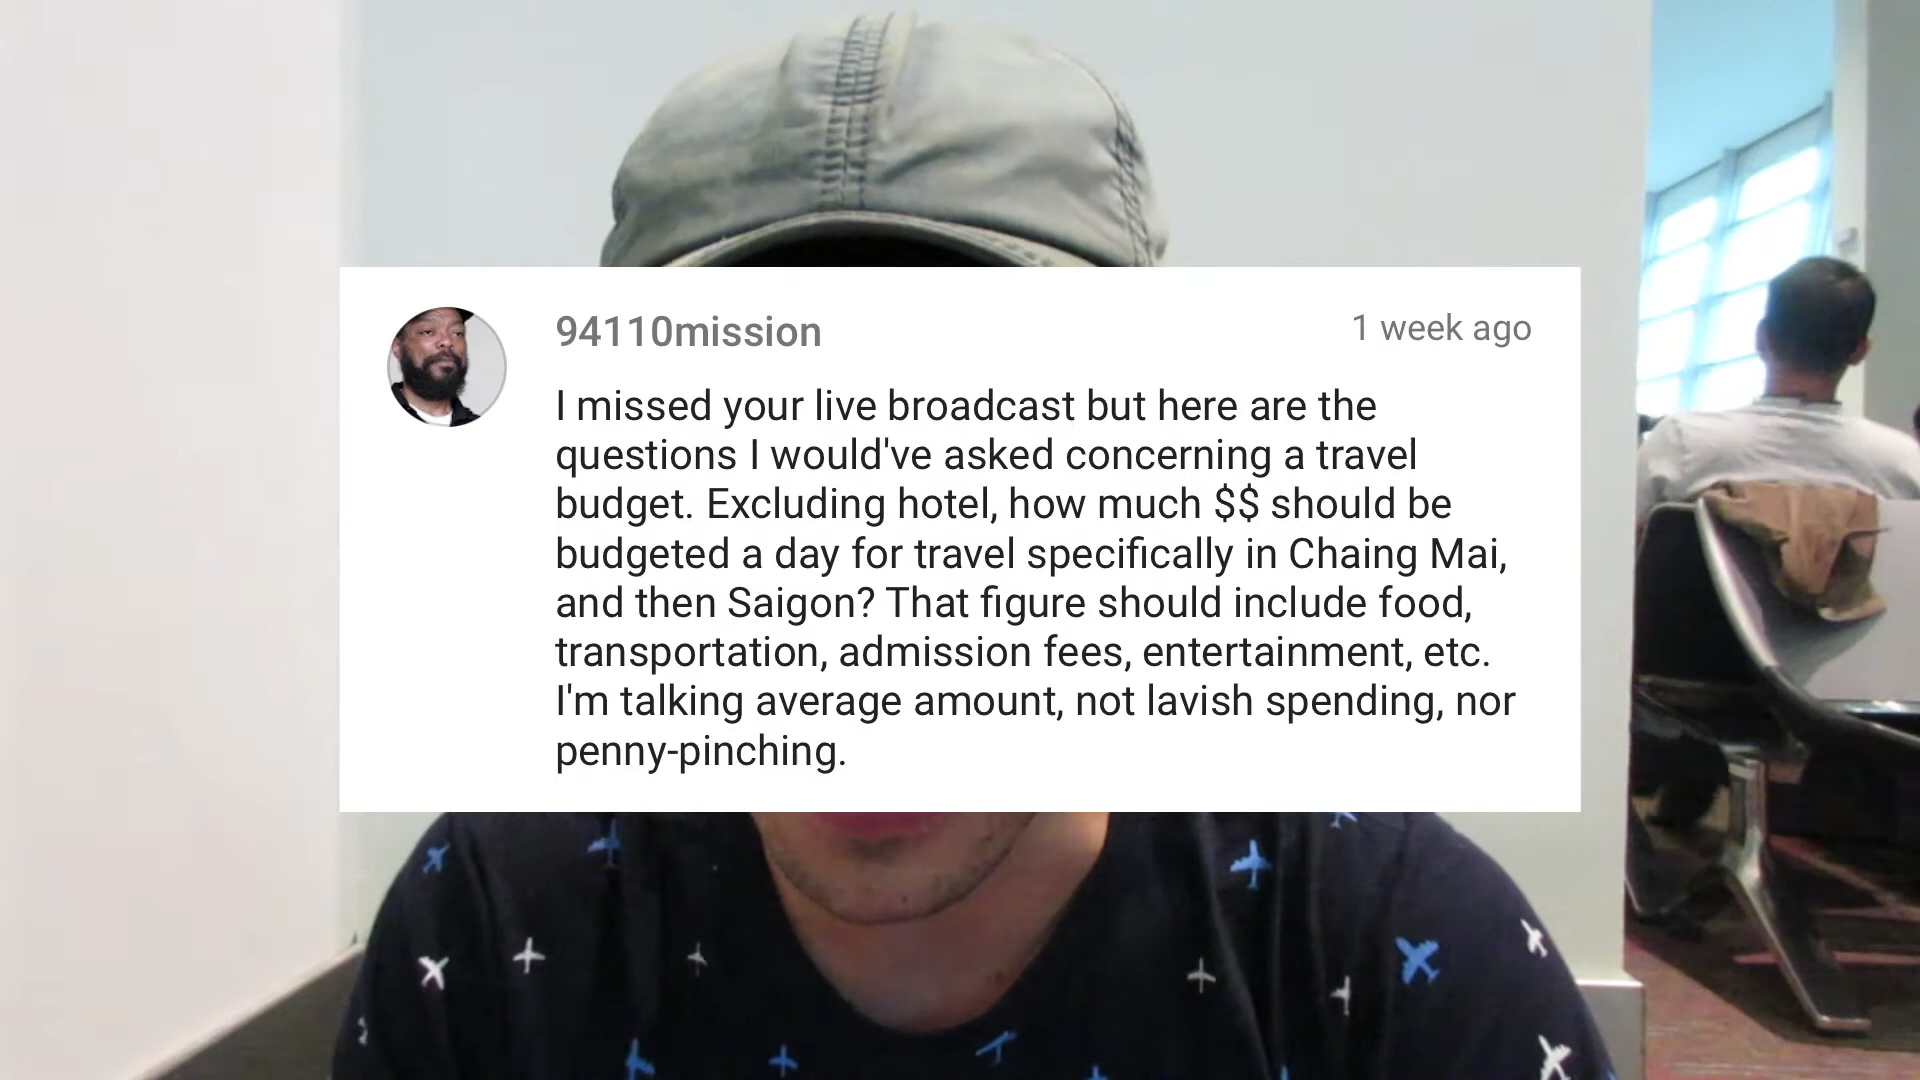 94110mission
1 week ago
I missed your live broadcast but here are the
questions I would've asked concerning a travel
budget. Excluding hotel, how much $$ should be
budgeted a day for travel specifically in Chaing Mai,
and then Saigon? That figure should include food,
transportation, admission fees, entertainment, etc.
I'm talking average amount, not lavish spending, nor
penny-pinching.